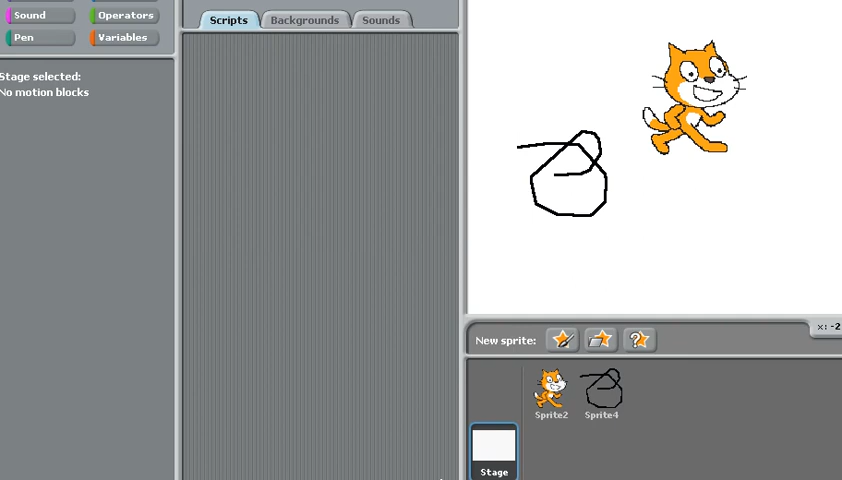 Sound
Operators
Pen
Variables
Stage selected:
No motion blocks
Scripts
Backgrounds
Sounds
x: -2
New sprite:
Sprite2
Sprite4
Stage